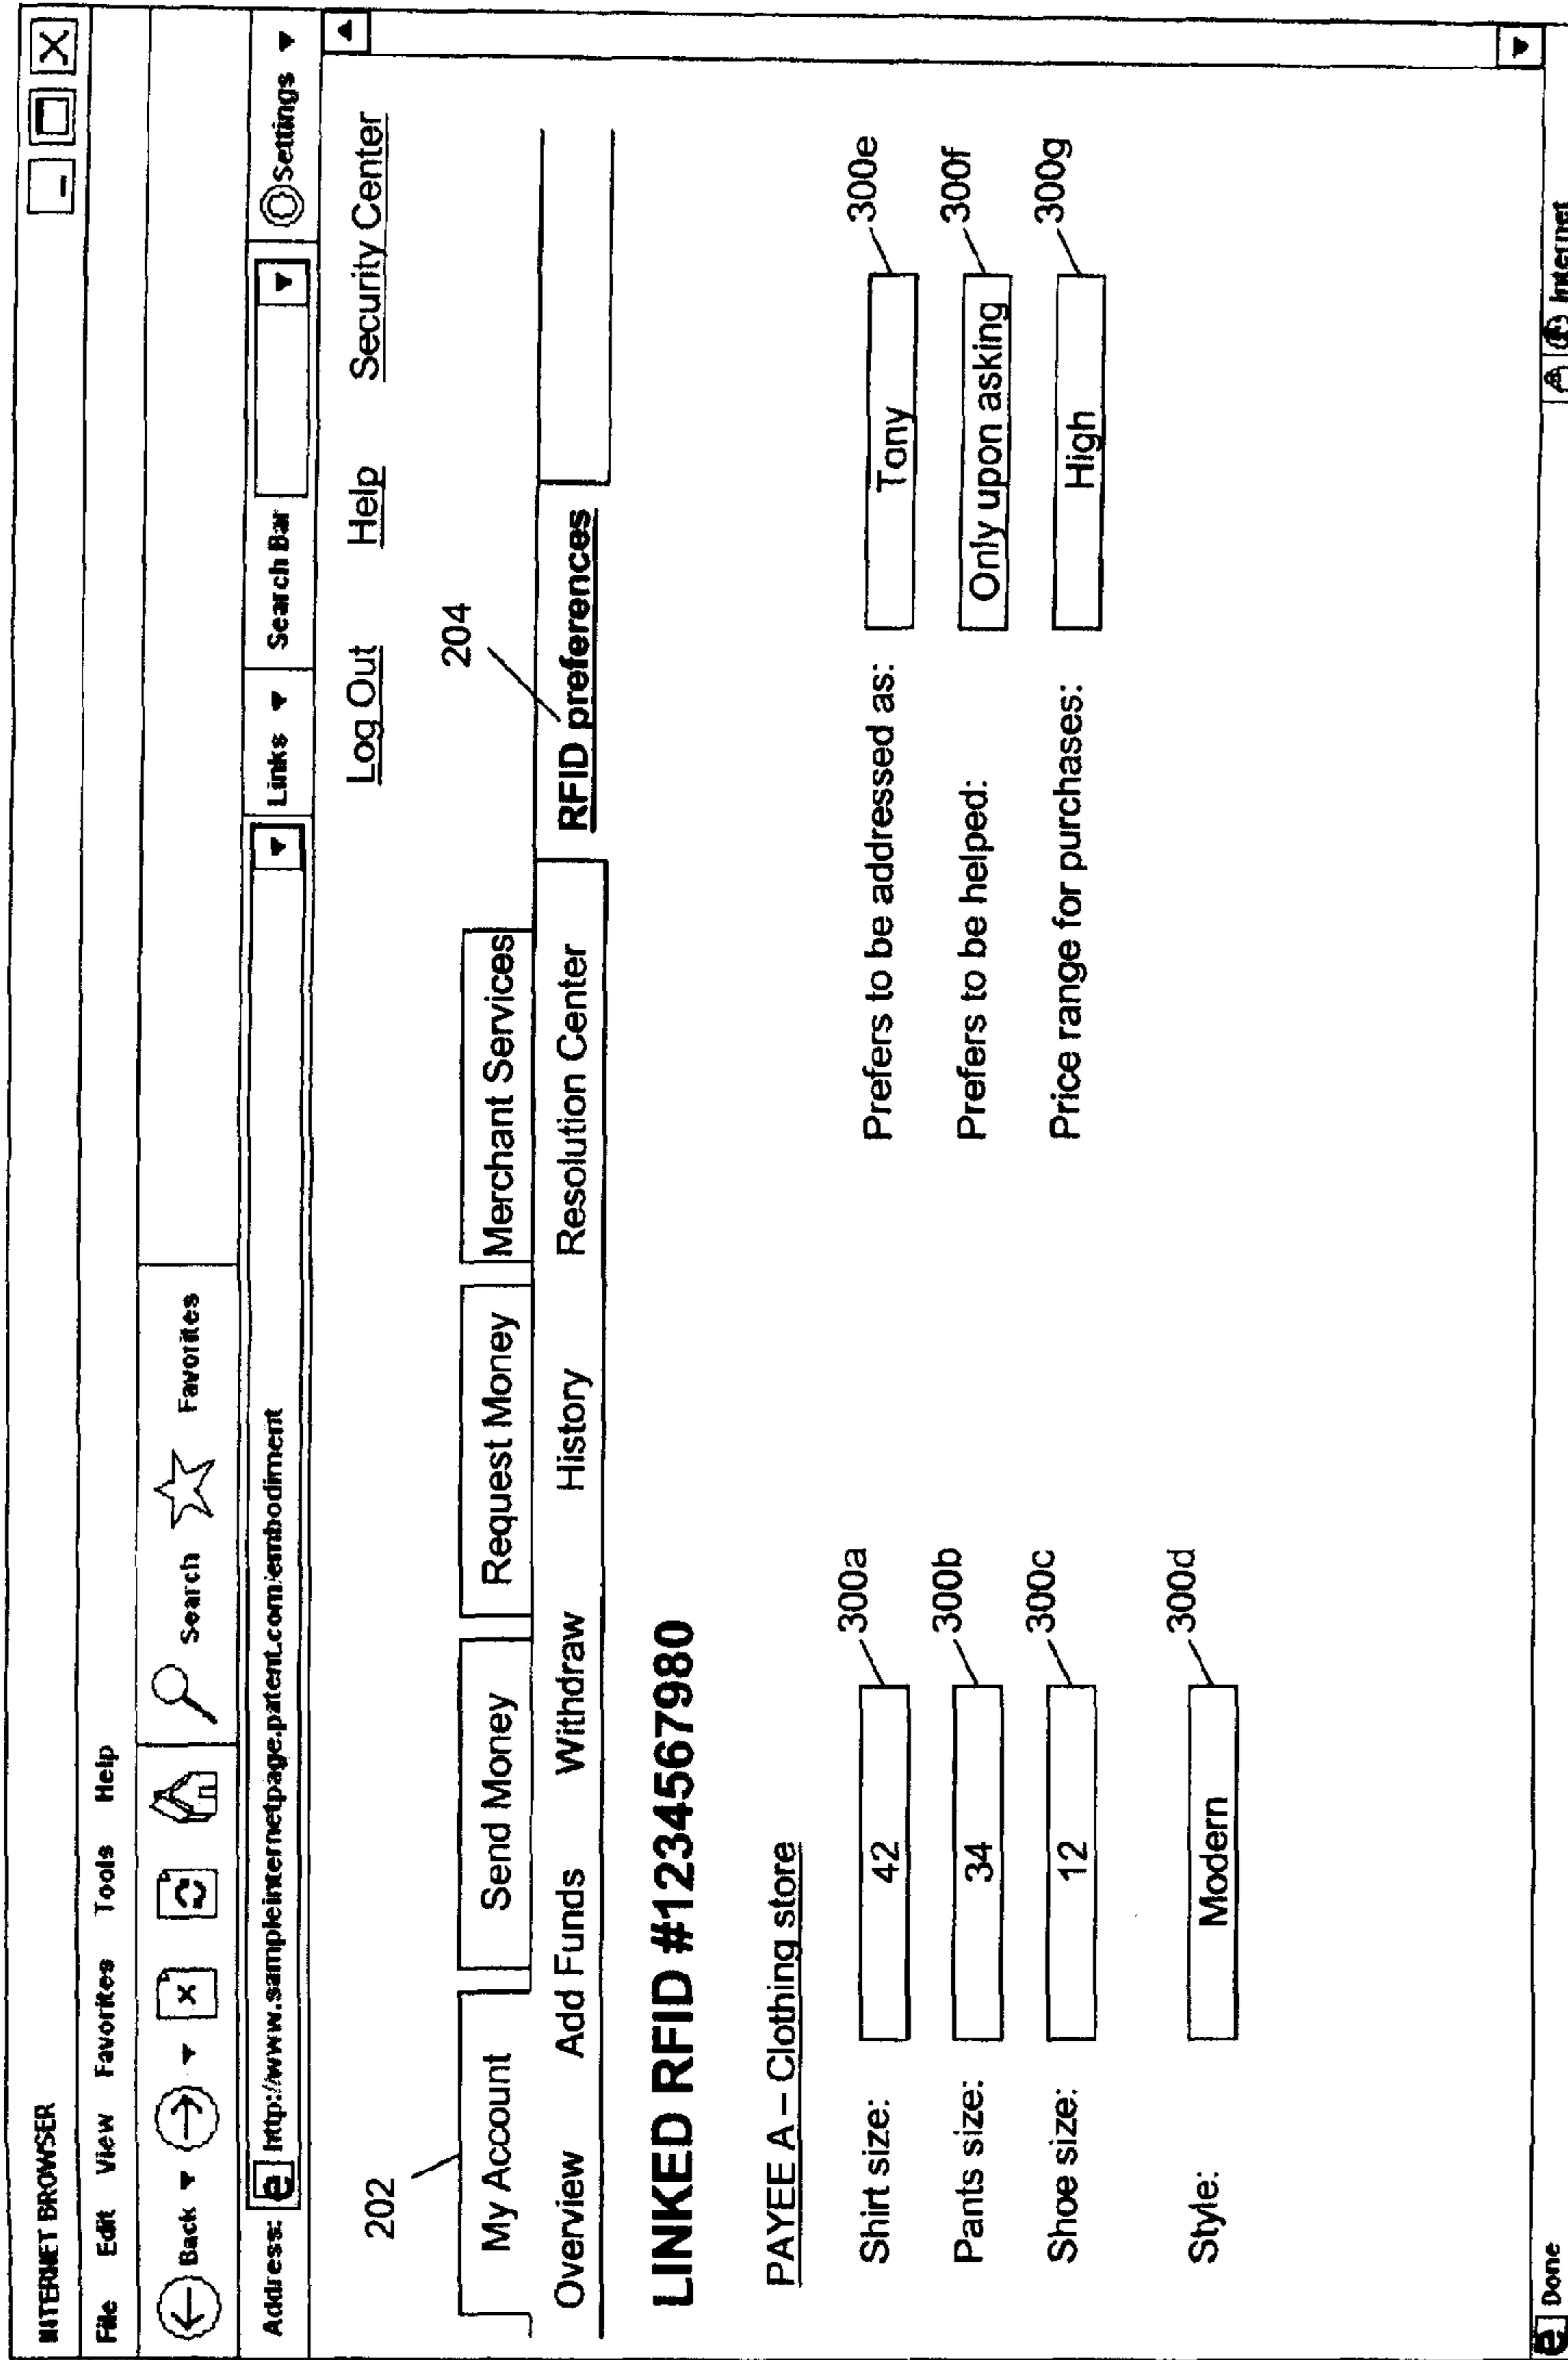 INTERNET BROWSER
File Edit View Favorites Tools Help
Back Search Favorites
Address: http://www.sampleinternetpage.patent.com/embodiment Links Search Bar Settings
Log Out Help Security Center
202
204
My Account Send Money Request Money Merchant Services
Overview Add Funds Withdraw History Resolution Center RFID preferences
LINKED RFID #1234567980
PAYEE A – Clothing store
Shirt size: 42 300a Prefers to be addressed as: Tony 300e
Pants size: 34 300b Prefers to be helped: Only upon asking 300f
Shoe size: 12 300c Price range for purchases: High 300g
Style: Modern 300d
Done Internet